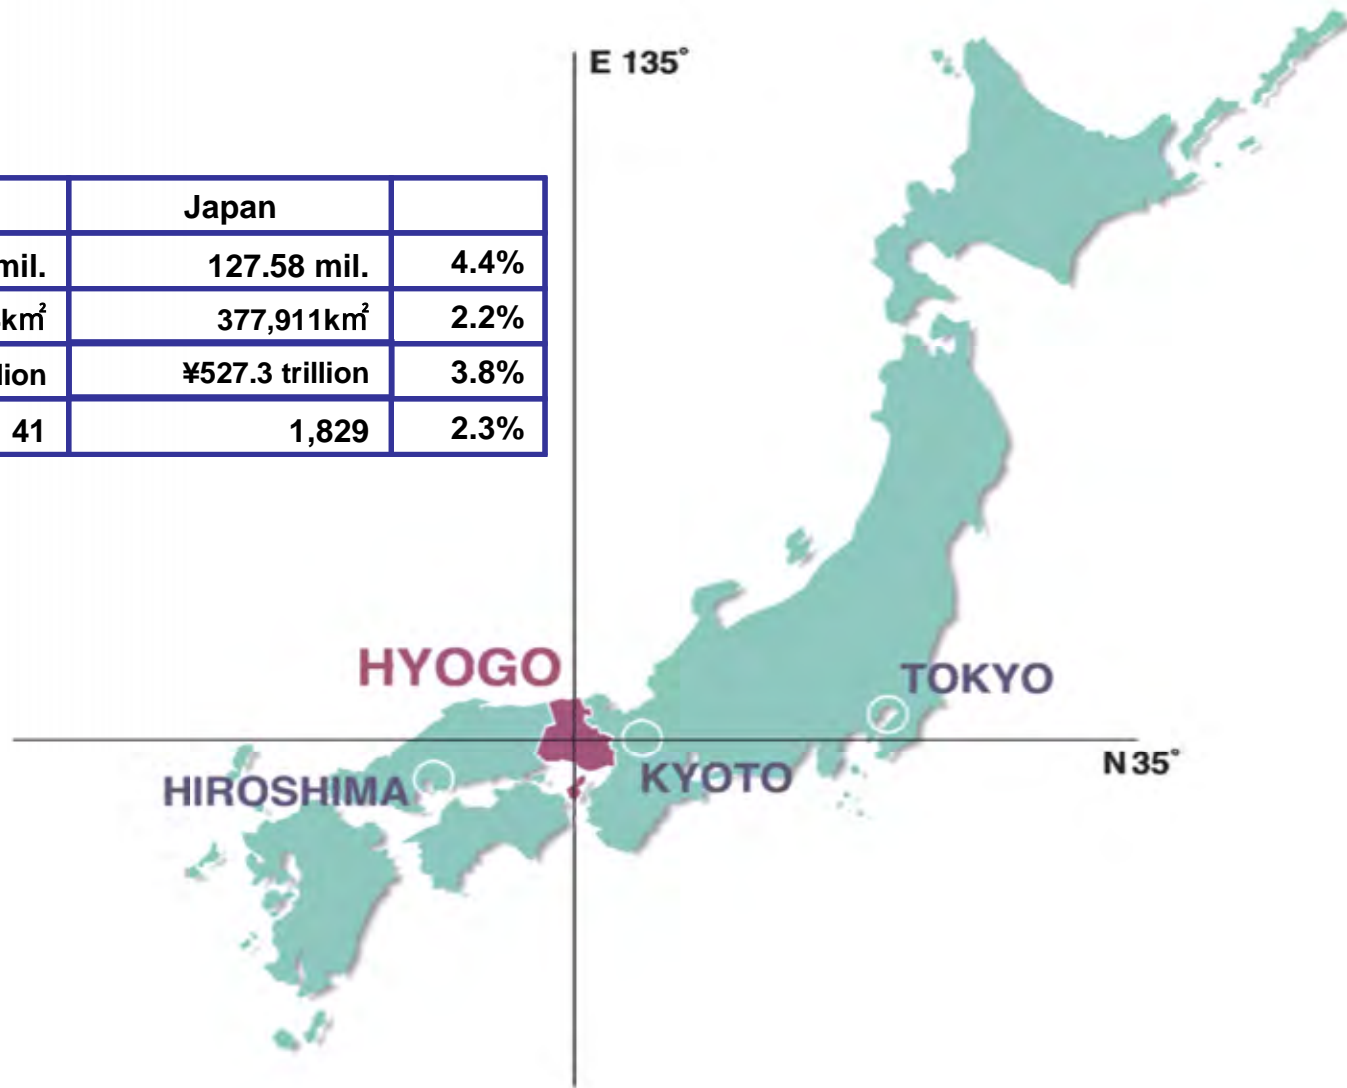 E 135°
Japan
mil. 127.58 mil. 4.4%
km² 377,911km² 2.2%
lion ¥527.3 trillion 3.8%
41 1,829 2.3%
HYOGO
TOKYO
N 35°
KYOTO
HIROSHIMA